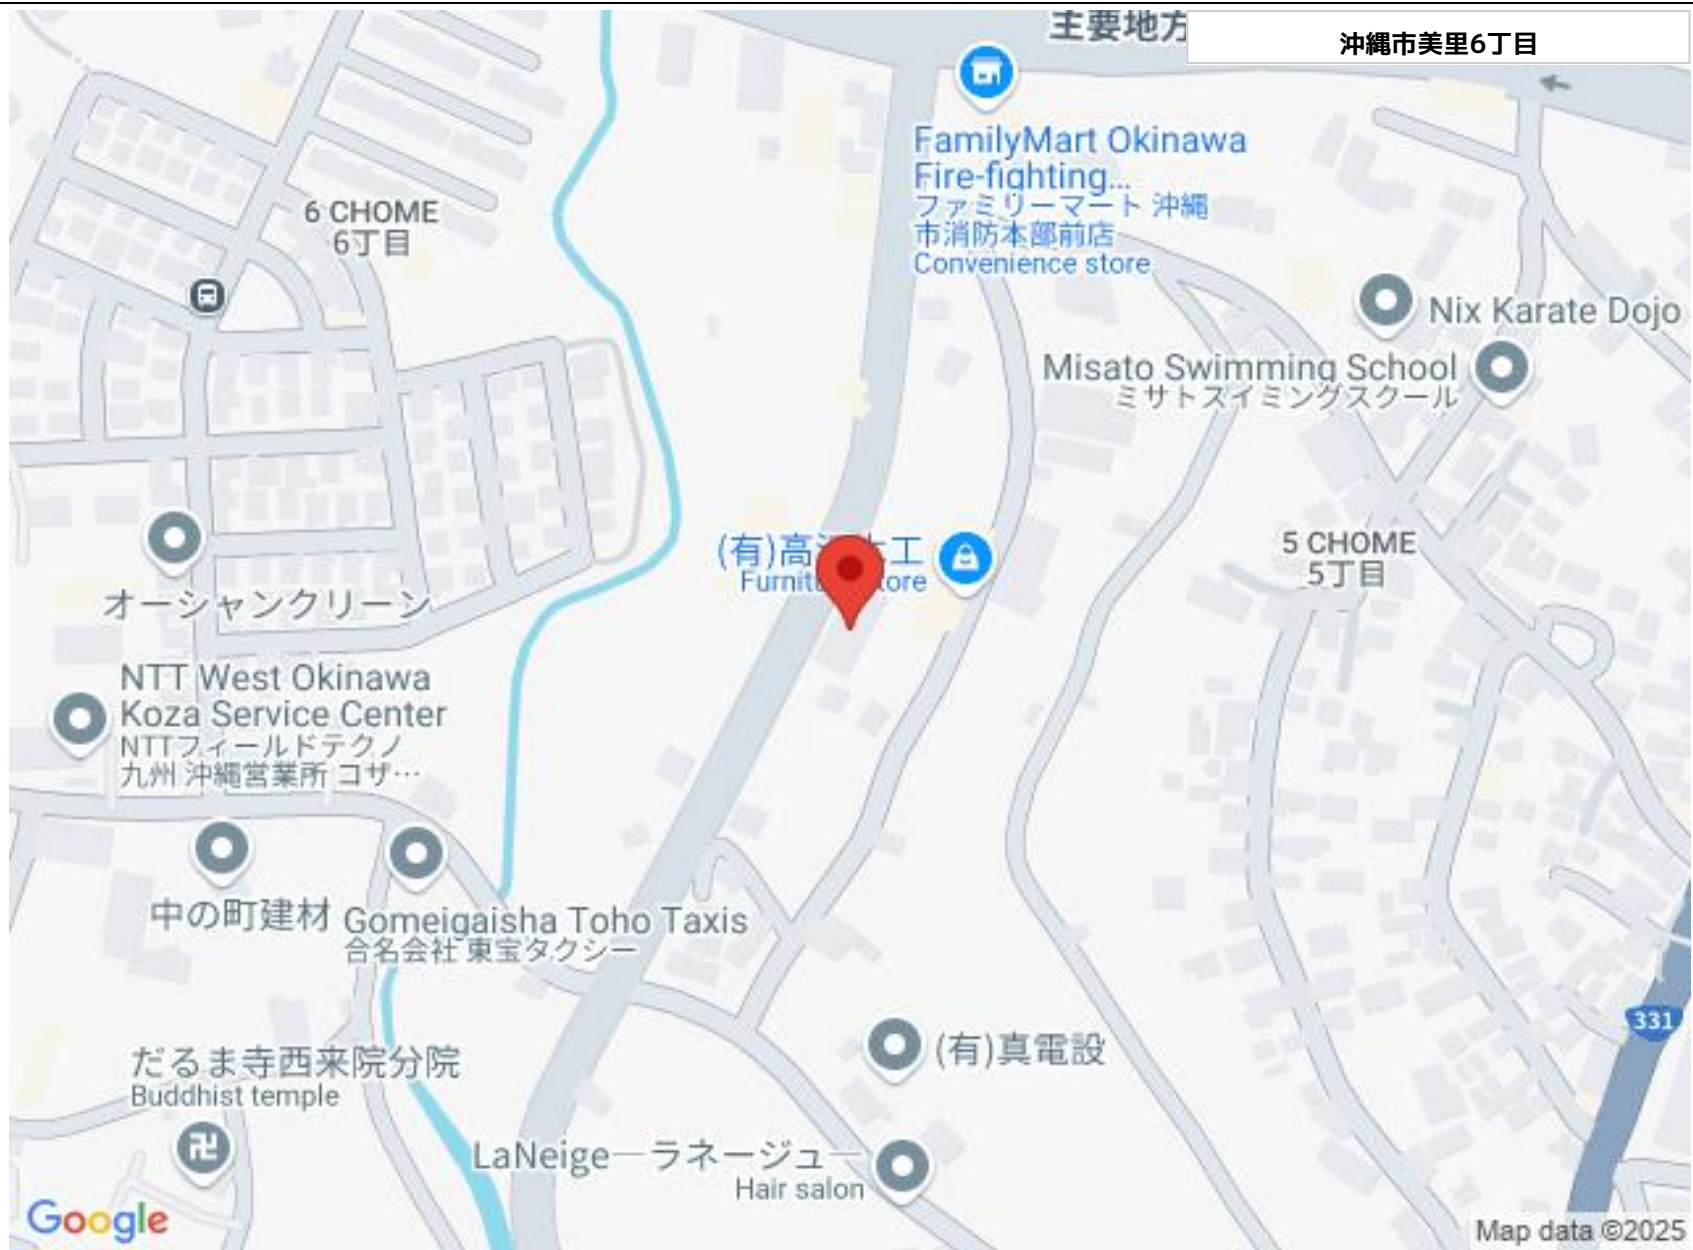 主要地方
沖縄市美里6丁目
FamilyMart Okinawa
Fire-fighting...
ファミリーマート 沖縄
市消防本部前店
Convenience store
6 CHOME
6丁目
Nix Karate Dojo
Misato Swimming School
ミサトスイミングスクール
(有)高
工
Furnit
tore
5 CHOME
5丁目
オーシャンクリーン
NTT West Okinawa
Koza Service Center
NTTフィールドテクノ
九州 沖縄営業所 コザ…
中の町建材
Gomeigaisha Toho Taxis
合名会社 東宝タクシー
331
(有)真電設
だるま寺西来院分院
Buddhist temple
LaNeige―ラネージュ―
Hair salon
Google
Map data ©2025